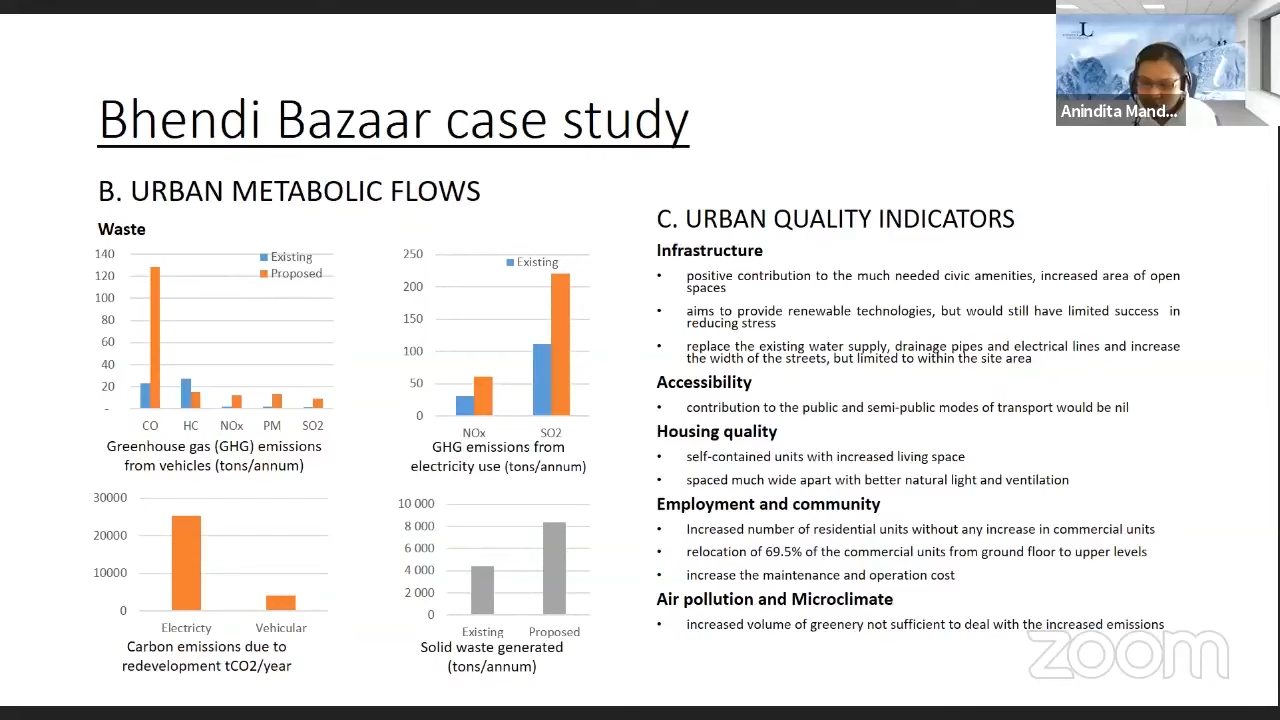 Bhendi Bazaar case study
Anindita Mand...
B. URBAN METABOLIC FLOWS
Waste
140
120
100
80
60
40
20
-
Existing
Proposed
CO HC NOx PM SO2
Greenhouse gas (GHG) emissions
from vehicles (tons/annum)
250
200
150
100
50
0
Existing
NOx SO2
GHG emissions from
electricity use (tons/annum)
30000
20000
10000
0
Electricty Vehicular
Carbon emissions due to
redevelopment tCO2/year
10 000
8 000
6 000
4 000
2 000
0
Existing Proposed
Solid waste generated
(tons/annum)
C. URBAN QUALITY INDICATORS
Infrastructure
• positive contribution to the much needed civic amenities, increased area of open
spaces
• aims to provide renewable technologies, but would still have limited success in
reducing stress
• replace the existing water supply, drainage pipes and electrical lines and increase
the width of the streets, but limited to within the site area
Accessibility
• contribution to the public and semi-public modes of transport would be nil
Housing quality
• self-contained units with increased living space
• spaced much wide apart with better natural light and ventilation
Employment and community
• Increased number of residential units without any increase in commercial units
• relocation of 69.5% of the commercial units from ground floor to upper levels
• increase the maintenance and operation cost
Air pollution and Microclimate
• increased volume of greenery not sufficient to deal with the increased emissions
zoom